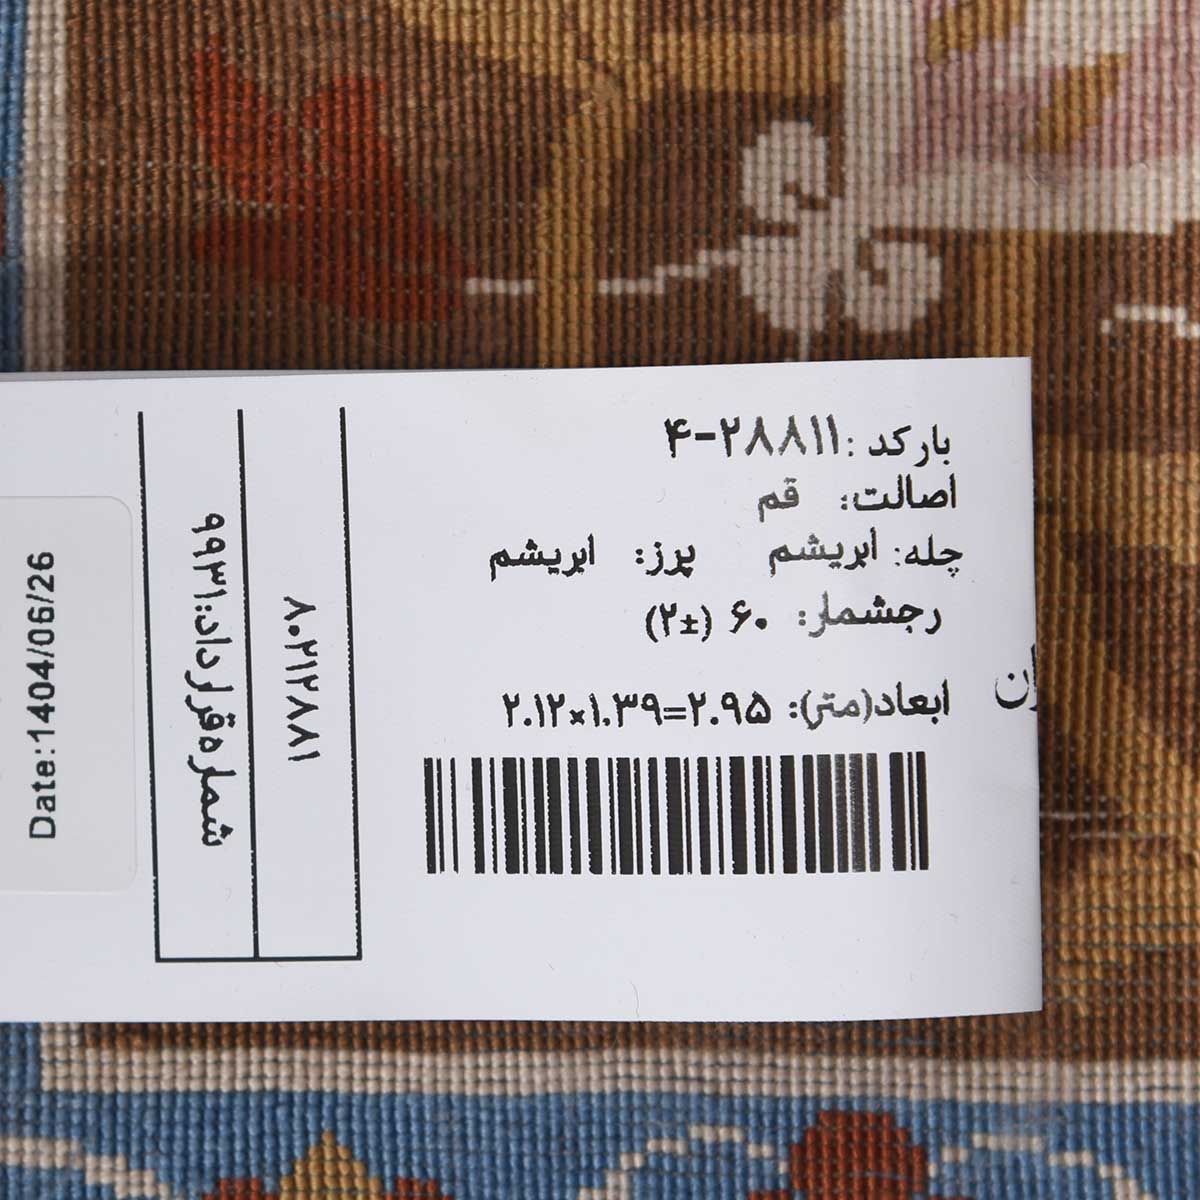 بارکد: ۲۸۸۱۱-۴
اصالت: قم
چله: ابریشم پرز: ابریشم
رجشمار: ۶۰ (±۲)
ابعاد(متر): ۲.۱۲×۱.۳۹=۲.۹۵
۸۰۲۱۲۸۸۱
شماره قرارداد: ۹۹۳۱
Date:1404/06/26